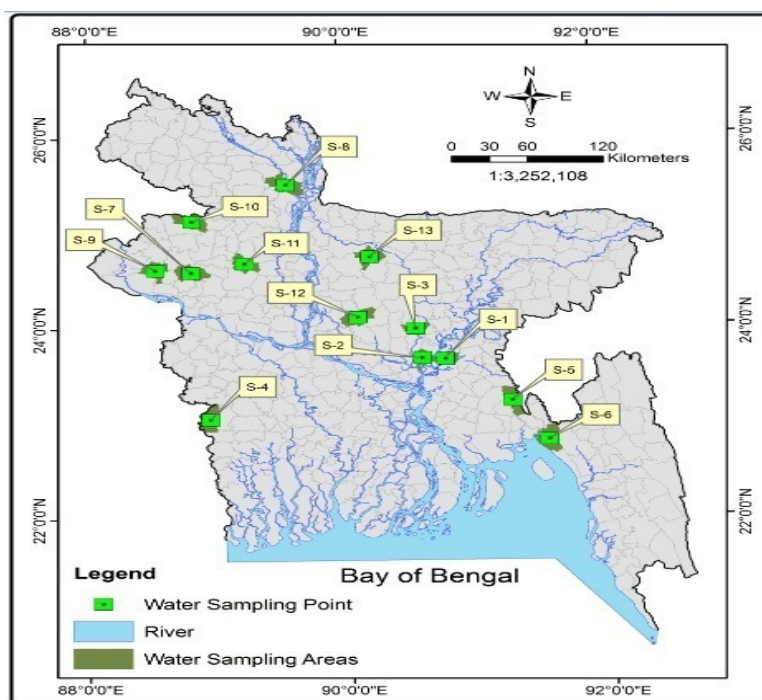 88°0'0"E 90°0'0"E 92°0'0"E
N
W E
S
26°0'0"N
26°0'0"N
0 30 60 120
Kilometers
1:3,252,108
S-8
S-10
S-7
S-9
S-11
S-13
S-3
S-12
S-1
S-2
24°0'0"N
24°0'0"N
S-4
S-5
S-6
22°0'0"N
22°0'0"N
Bay of Bengal
Legend
Water Sampling Point
River
Water Sampling Areas
88°0'0"E 90°0'0"E 92°0'0"E